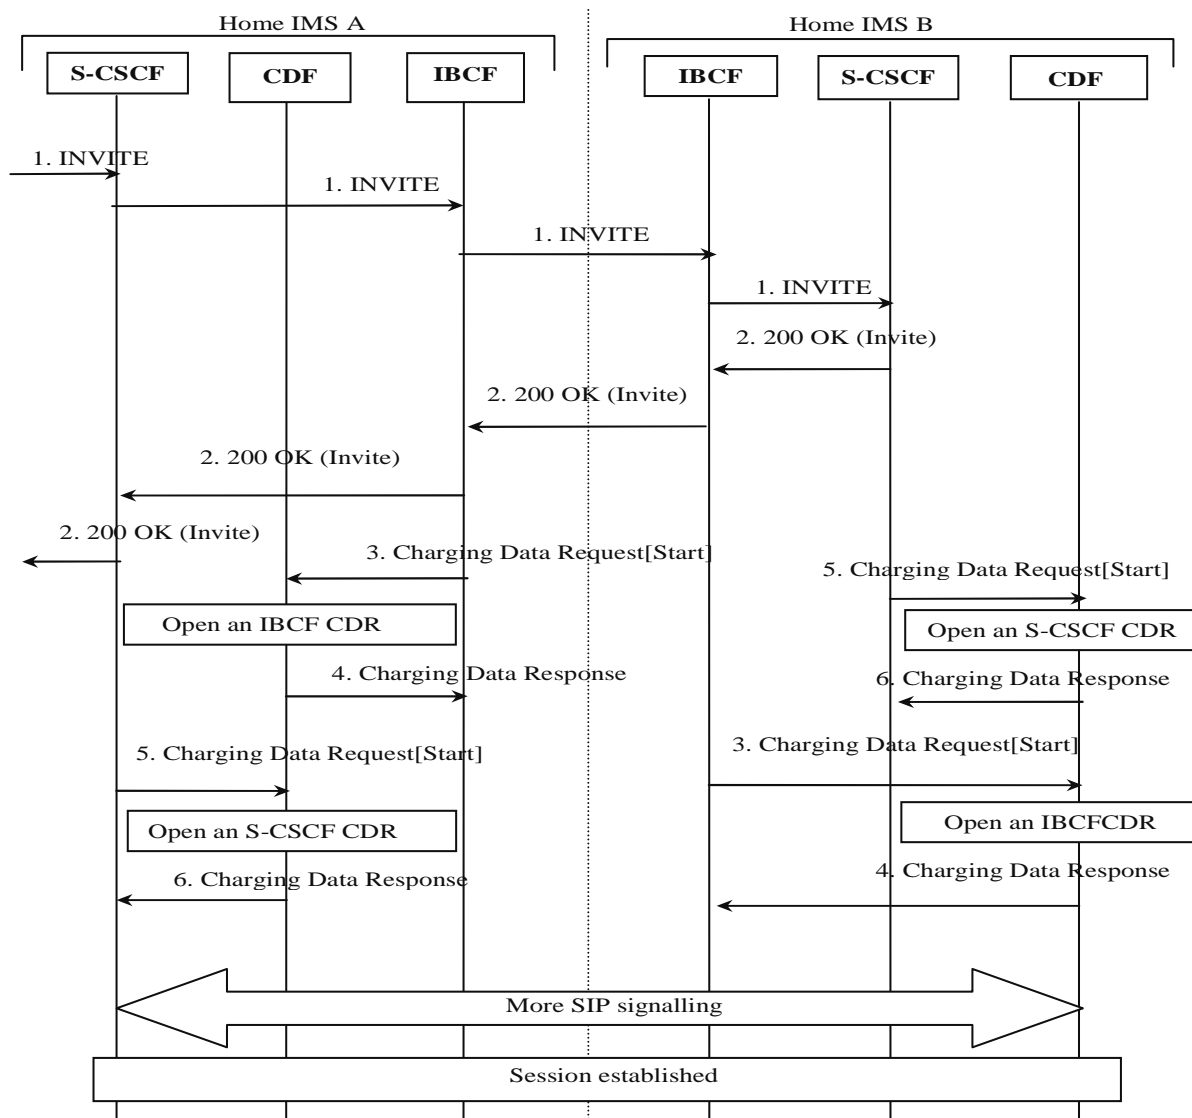 Home IMS A
Home IMS B
S-CSCF
CDF
IBCF
IBCF
S-CSCF
CDF
1. INVITE
1. INVITE
1. INVITE
1. INVITE
2. 200 OK (Invite)
2. 200 OK (Invite)
2. 200 OK (Invite)
2. 200 OK (Invite)
3. Charging Data Request[Start]
5. Charging Data Request[Start]
Open an IBCF CDR
Open an S-CSCF CDR
4. Charging Data Response
6. Charging Data Response
5. Charging Data Request[Start]
3. Charging Data Request[Start]
Open an S-CSCF CDR
Open an IBCFCDR
6. Charging Data Response
4. Charging Data Response
More SIP signalling
Session established